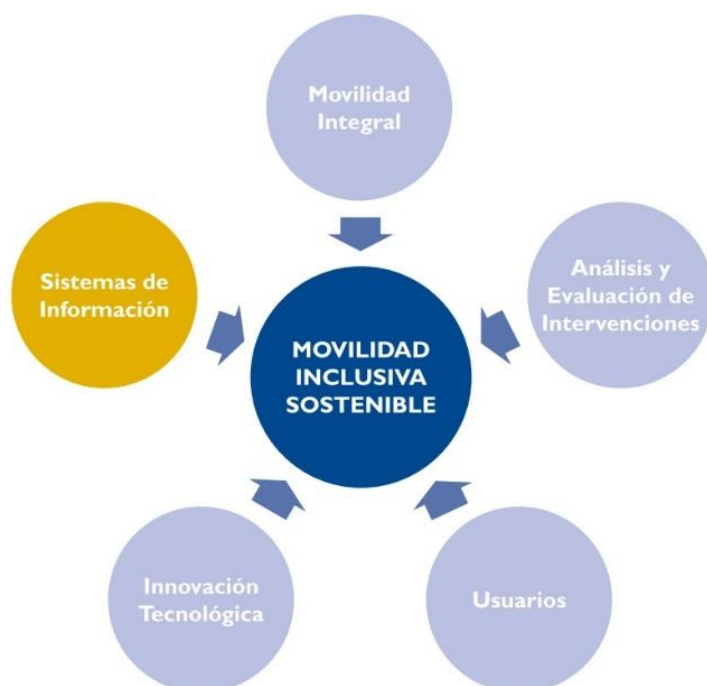 Movilidad
Integral
Sistemas de
Información
Análisis y
Evaluación de
Intervenciones
MOVILIDAD
INCLUSIVA
SOSTENIBLE
Innovación
Tecnológica
Usuarios